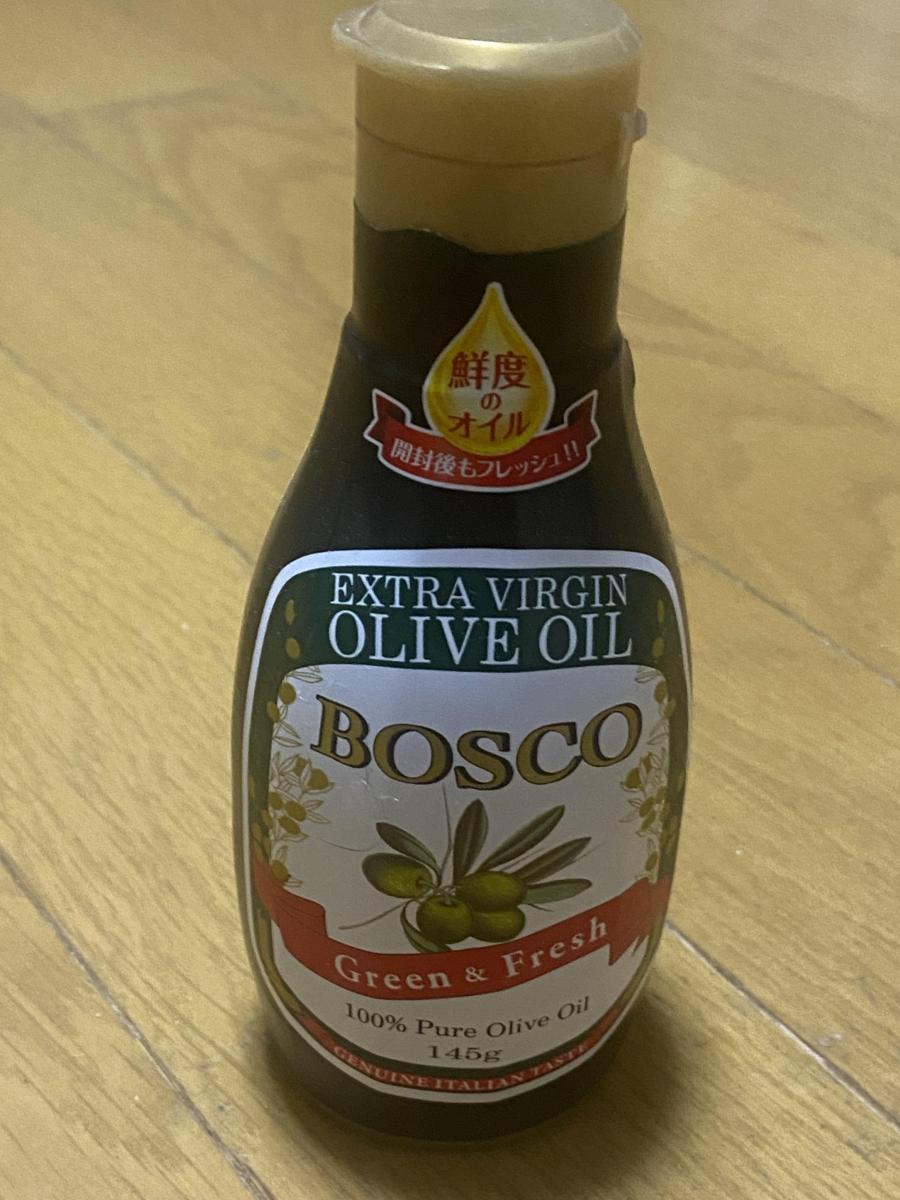 鮮度
の
オイル
開封後もフレッシュ!!
EXTRA VIRGIN
OLIVE OIL
BOSCO
Green & Fresh
100% Pure Olive Oil
145g
GENUINE ITALIAN TASTE